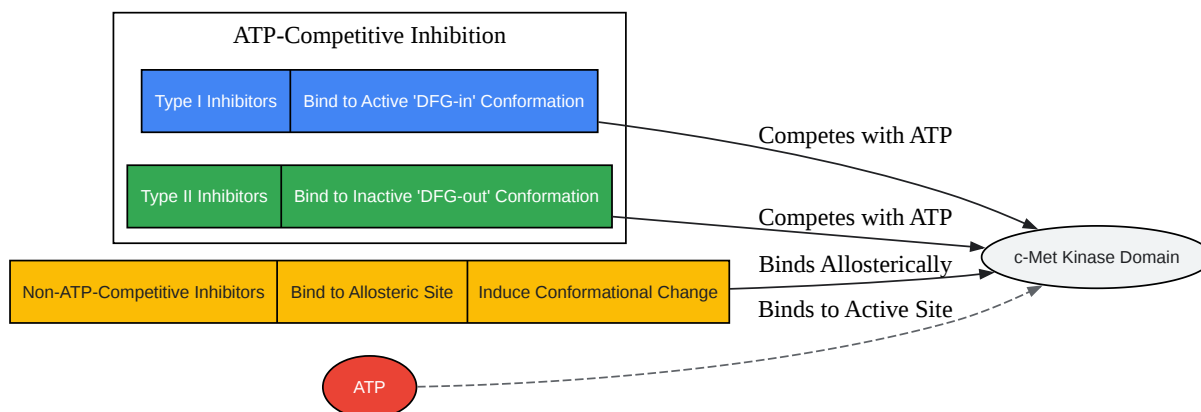 ATP-Competitive Inhibition
Type I Inhibitors
Bind to Active 'DFG-in' Conformation
Competes with ATP
Type II Inhibitors
Bind to Inactive 'DFG-out' Conformation
Competes with ATP
c-Met Kinase Domain
Non-ATP-Competitive Inhibitors
Bind to Allosteric Site
Induce Conformational Change
Binds Allosterically
Binds to Active Site
ATP